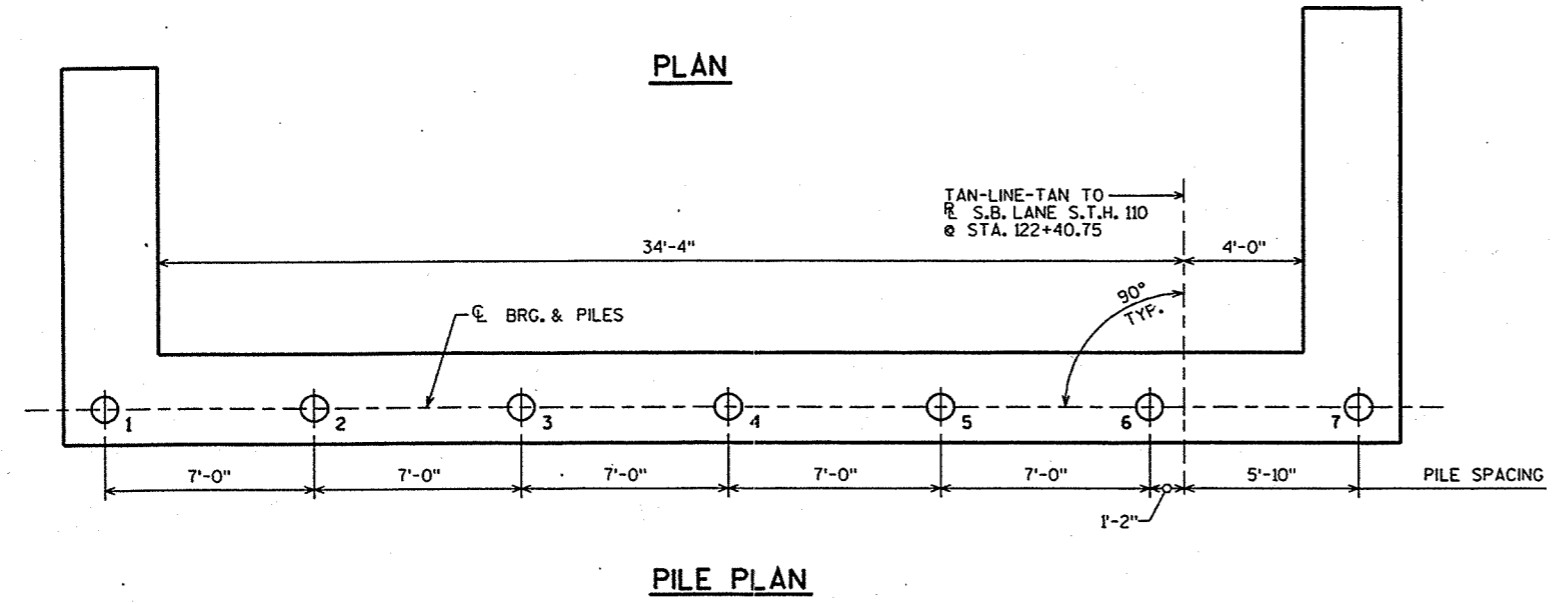 PLAN
TAN-LINE-TAN TO
R S.B. LANE S.T.H. 110
@ STA. 122+40.75
34'-4"
4'-0"
90°
TYP.
℄ BRG. & PILES
1
2
3
4
5
6
7
7'-0"
7'-0"
7'-0"
7'-0"
7'-0"
5'-10"
PILE SPACING
1'-2"
PILE PLAN